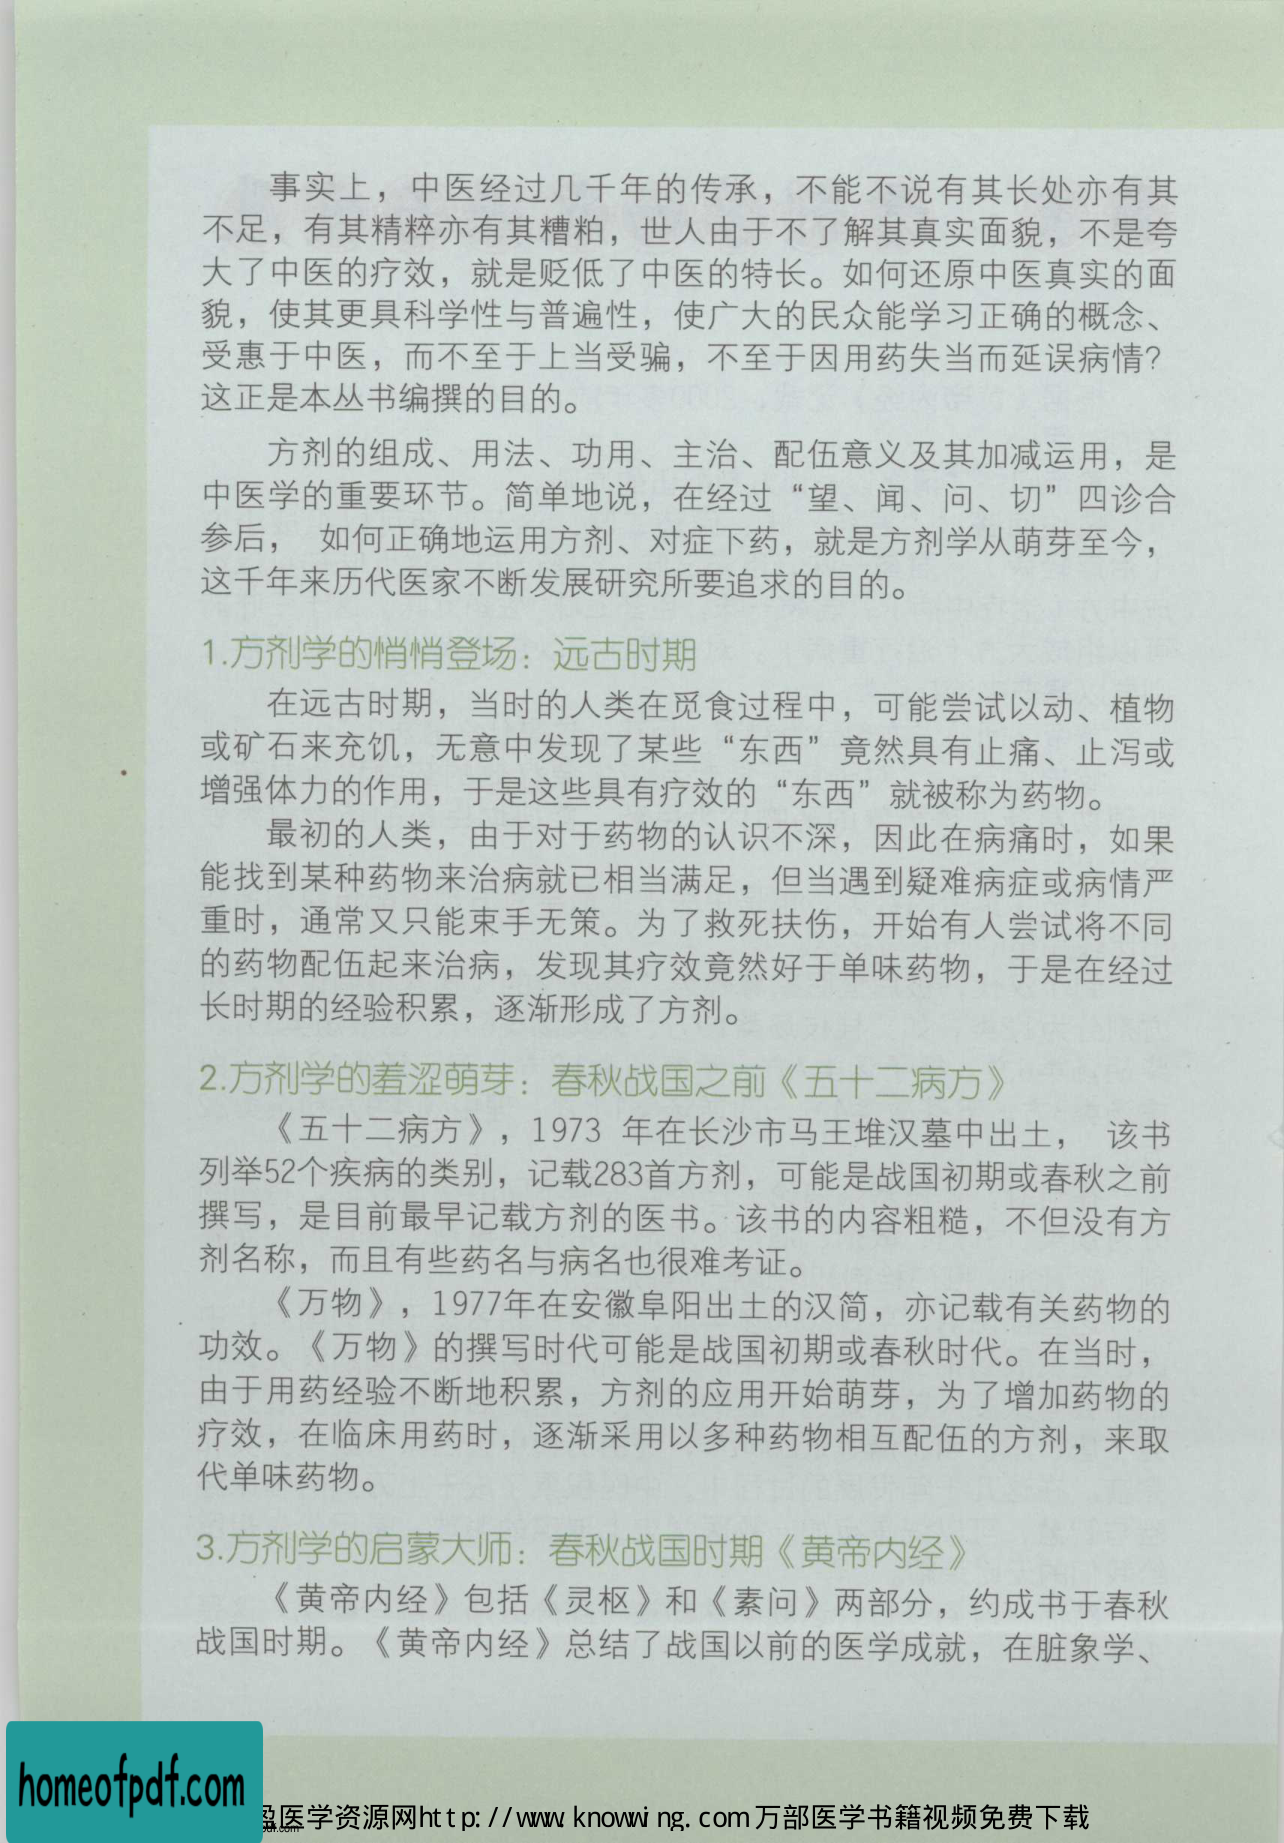 事实上，中医经过几千年的传承，不能不说有其长处亦有其
不足，有其精粹亦有其糟粕，世人由于不了解其真实面貌，不是夸
大了中医的疗效，就是贬低了中医的特长。如何还原中医真实的面
貌，使其更具科学性与普遍性，使广大的民众能学习正确的概念、
受惠于中医，而不至于上当受骗，不至于因用药失当而延误病情？
这正是本丛书编撰的目的。
方剂的组成、用法、功用、主治、配伍意义及其加减运用，是
中医学的重要环节。简单地说，在经过“望、闻、问、切”四诊合
参后， 如何正确地运用方剂、对症下药，就是方剂学从萌芽至今，
这千年来历代医家不断发展研究所要追求的目的。
1.方剂学的悄悄登场：远古时期
在远古时期，当时的人类在觅食过程中，可能尝试以动、植物
或矿石来充饥，无意中发现了某些“东西”竟然具有止痛、止泻或
增强体力的作用，于是这些具有疗效的“东西”就被称为药物。
最初的人类，由于对于药物的认识不深，因此在病痛时，如果
能找到某种药物来治病就已相当满足，但当遇到疑难病症或病情严
重时，通常又只能束手无策。为了救死扶伤，开始有人尝试将不同
的药物配伍起来治病，发现其疗效竟然好于单味药物，于是在经过
长时期的经验积累，逐渐形成了方剂。
2.方剂学的羞涩萌芽：春秋战国之前《五十二病方》
《五十二病方》，1973 年在长沙市马王堆汉墓中出土， 该书
列举52个疾病的类别，记载283首方剂，可能是战国初期或春秋之前
撰写，是目前最早记载方剂的医书。该书的内容粗糙，不但没有方
剂名称，而且有些药名与病名也很难考证。
《万物》，1977年在安徽阜阳出土的汉简，亦记载有关药物的
功效。《万物》的撰写时代可能是战国初期或春秋时代。在当时，
由于用药经验不断地积累，方剂的应用开始萌芽，为了增加药物的
疗效，在临床用药时，逐渐采用以多种药物相互配伍的方剂，来取
代单味药物。
3.方剂学的启蒙大师：春秋战国时期《黄帝内经》
《黄帝内经》包括《灵枢》和《素问》两部分，约成书于春秋
战国时期。《黄帝内经》总结了战国以前的医学成就，在脏象学、
homeofpdf.com
盈医学资源网http://www.knowwing.com万部医学书籍视频免费下载